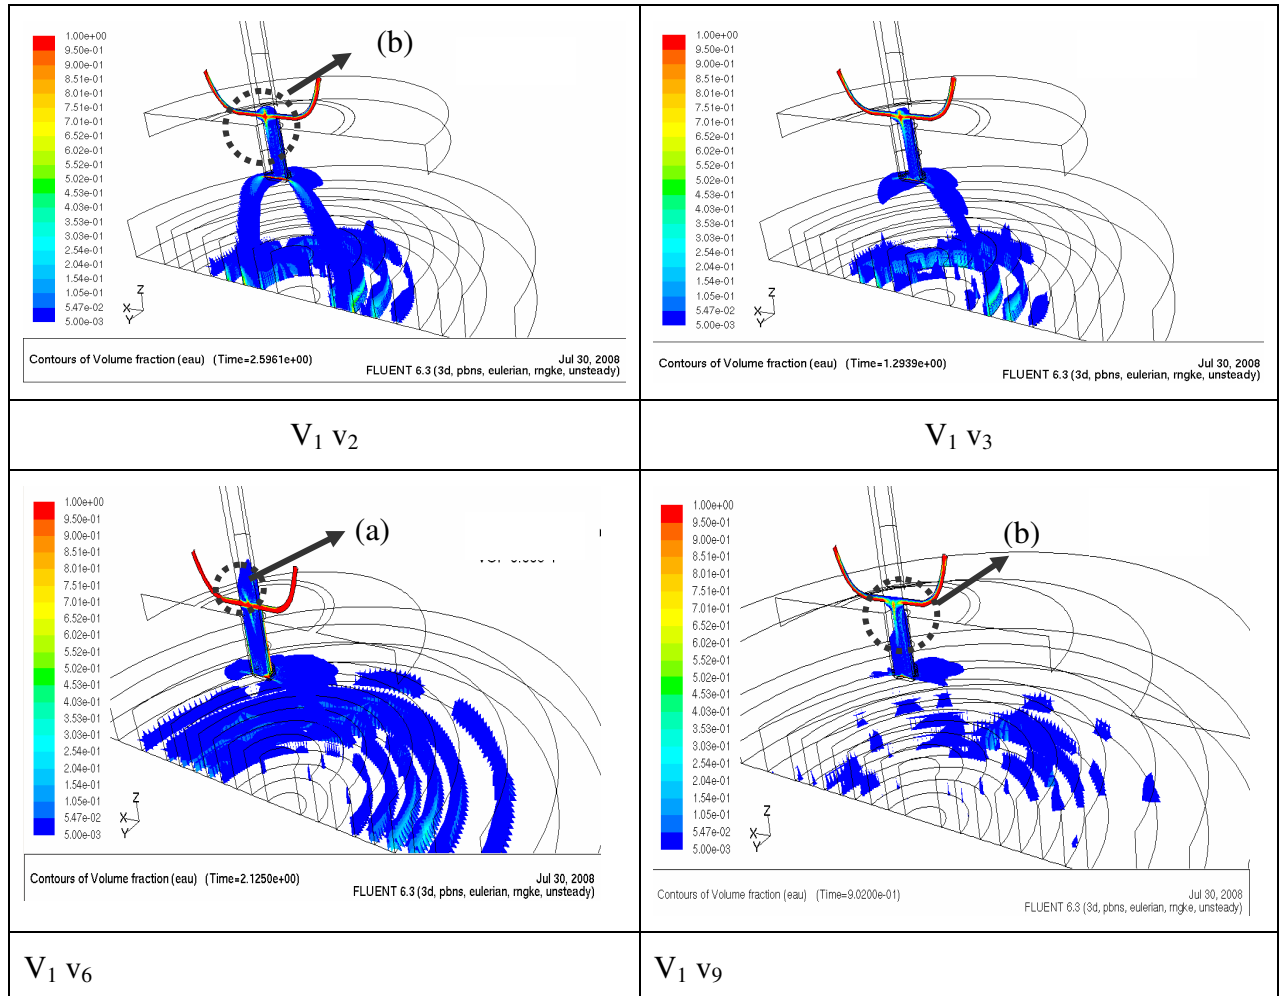 1.00e+00
9.50e-01
9.00e-01
8.51e-01
8.01e-01
7.51e-01
7.01e-01
6.52e-01
6.02e-01
5.52e-01
5.02e-01
4.53e-01
4.03e-01
3.53e-01
3.03e-01
2.54e-01
2.04e-01
1.54e-01
1.05e-01
5.47e-02
5.00e-03
(b)
Z
X
Y
Contours of Volume fraction (eau) (Time=2.5961e+00)
Jul 30, 2008
FLUENT 6.3 (3d, pbns, eulerian, rngke, unsteady)
1.00e+00
9.50e-01
9.00e-01
8.51e-01
8.01e-01
7.51e-01
7.01e-01
6.52e-01
6.02e-01
5.52e-01
5.02e-01
4.53e-01
4.03e-01
3.53e-01
3.03e-01
2.54e-01
2.04e-01
1.54e-01
1.05e-01
5.47e-02
5.00e-03
Z
X
Y
Contours of Volume fraction (eau) (Time=1.2939e+00)
Jul 30, 2008
FLUENT 6.3 (3d, pbns, eulerian, rngke, unsteady)
V₁ v₂
V₁ v₃
1.00e+00
9.50e-01
9.00e-01
8.51e-01
8.01e-01
7.51e-01
7.01e-01
6.52e-01
6.02e-01
5.52e-01
5.02e-01
4.53e-01
4.03e-01
3.53e-01
3.03e-01
2.54e-01
2.04e-01
1.54e-01
1.05e-01
5.47e-02
5.00e-03
(a)
Z
X
Y
Contours of Volume fraction (eau) (Time=2.1250e+00)
Jul 30, 2008
FLUENT 6.3 (3d, pbns, eulerian, rngke, unsteady)
1.00e+00
9.50e-01
9.00e-01
8.51e-01
8.01e-01
7.51e-01
7.01e-01
6.52e-01
6.02e-01
5.52e-01
5.02e-01
4.53e-01
4.03e-01
3.53e-01
3.03e-01
2.54e-01
2.04e-01
1.54e-01
1.05e-01
5.47e-02
5.00e-03
(b)
Z
X
Y
Contours of Volume fraction (eau) (Time=9.0200e-01)
Jul 30, 2008
FLUENT 6.3 (3d, pbns, eulerian, rngke, unsteady)
V₁ v₆
V₁ v₉